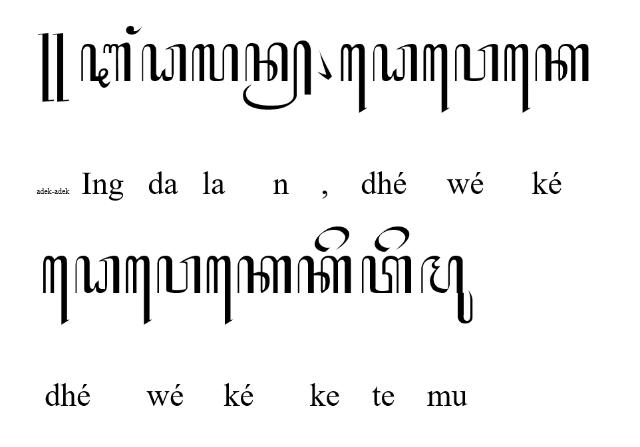 ꧋ꦆꦁꦢꦭꦤ꧀꧈ꦢꦺꦮꦺꦏꦺ
adek-adek Ing da la n , dhé wé ké
ꦢꦺꦮꦺꦏꦺꦏꦼꦠꦼꦩꦸ
dhé wé ké ke te mu